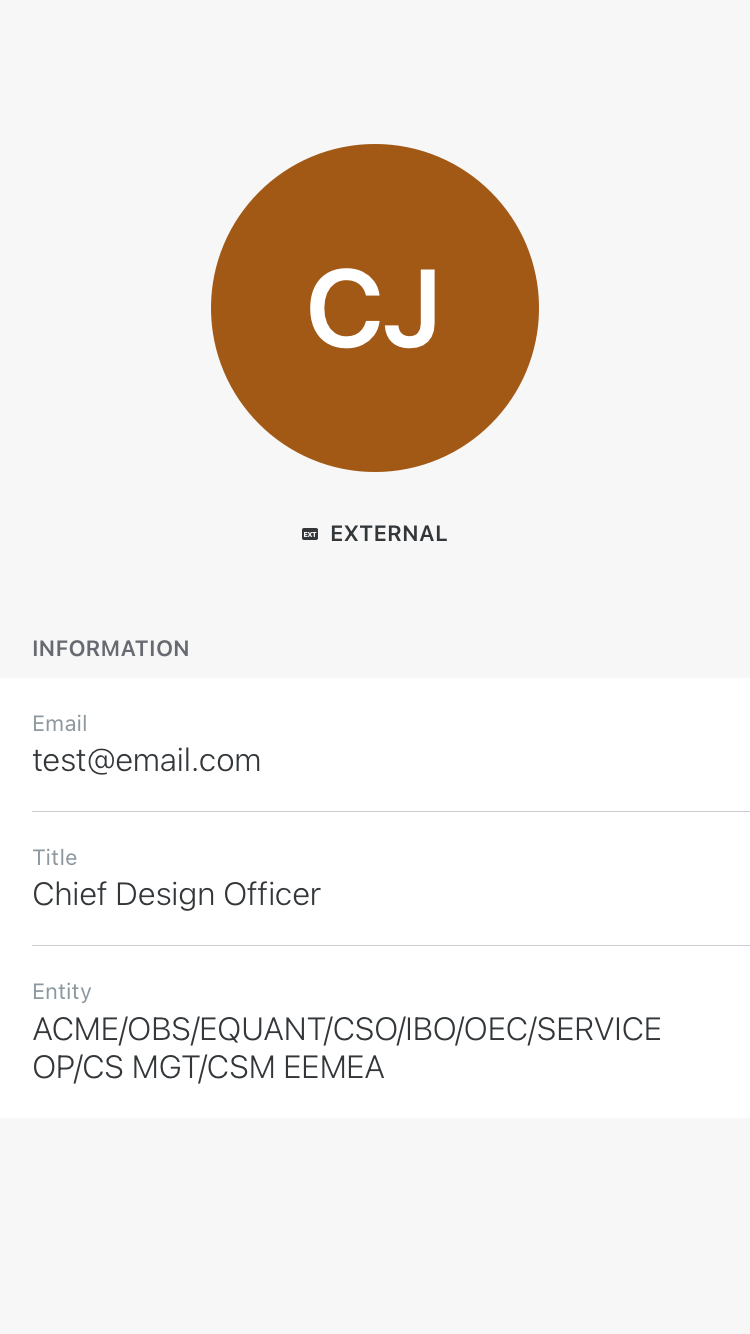 CJ
EXT EXTERNAL
INFORMATION
Email
test@email.com
Title
Chief Design Officer
Entity
ACME/OBS/EQUANT/CSO/IBO/OEC/SERVICE
OP/CS MGT/CSM EEMEA